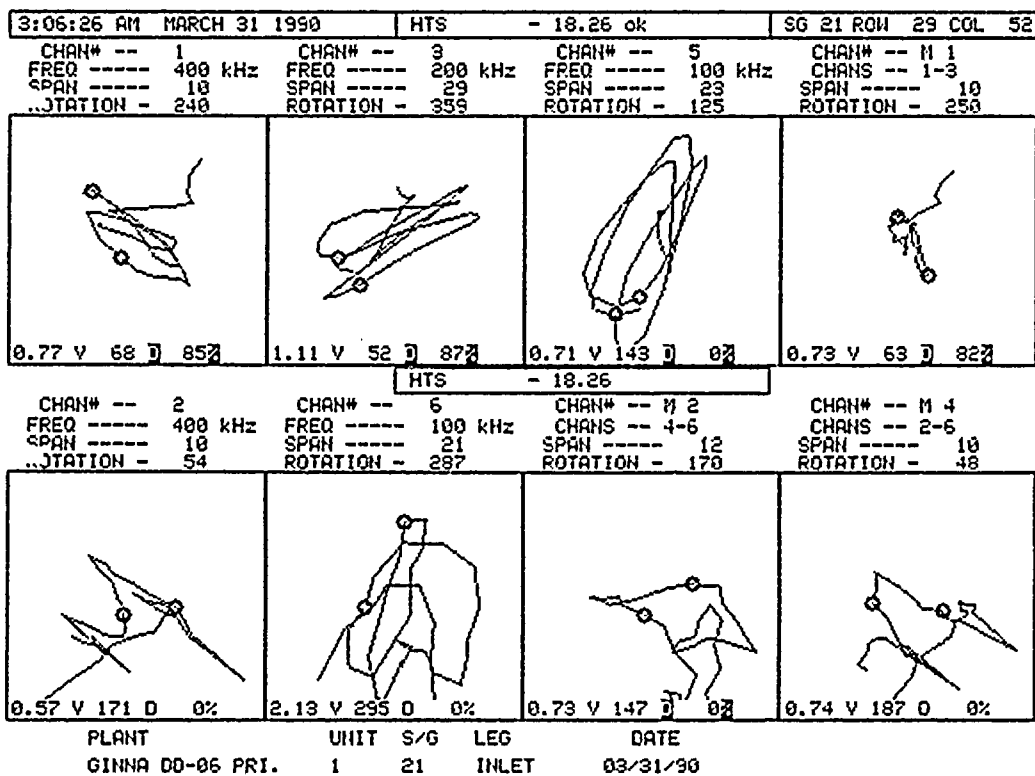 3:06:26 AM MARCH 31 1990 HTS - 18.26 ok SG 21 ROW 29 COL 52
CHAN# -- 1 CHAN# -- 3 CHAN# -- 5 CHAN# -- M 1
FREQ ----- 400 kHz FREQ ----- 200 kHz FREQ ----- 100 kHz CHANS -- 1-3
SPAN ----- 10 SPAN ----- 29 SPAN ----- 23 SPAN ----- 10
..OTATION - 240 ROTATION - 359 ROTATION - 125 ROTATION - 250
0.77 V 68 D 85% 1.11 V 52 D 87% 0.71 V 143 D 0% 0.73 V 63 D 82%
HTS - 18.26
CHAN# -- 2 CHAN# -- 6 CHAN# -- M 2 CHAN# -- M 4
FREQ ----- 400 kHz FREQ ----- 100 kHz CHANS -- 4-6 CHANS -- 2-6
SPAN ----- 10 SPAN ----- 21 SPAN ----- 12 SPAN ----- 10
..OTATION - 54 ROTATION - 287 ROTATION - 170 ROTATION - 48
0.57 V 171 D 0% 2.13 V 295 D 0% 0.73 V 147 D 0% 0.74 V 187 D 0%
PLANT UNIT S/G LEG DATE
GINNA DD-06 PRI. 1 21 INLET 03/31/90